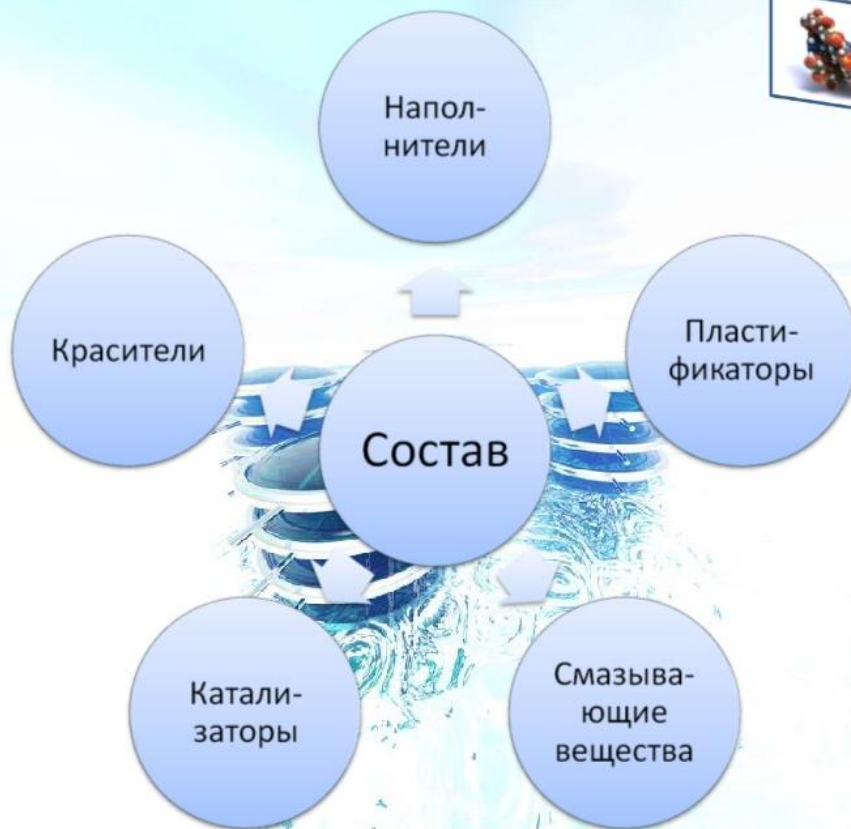 Напол-
нители
Красители
Пласти-
фикаторы
Состав
Катали-
заторы
Смазыва-
ющие
вещества